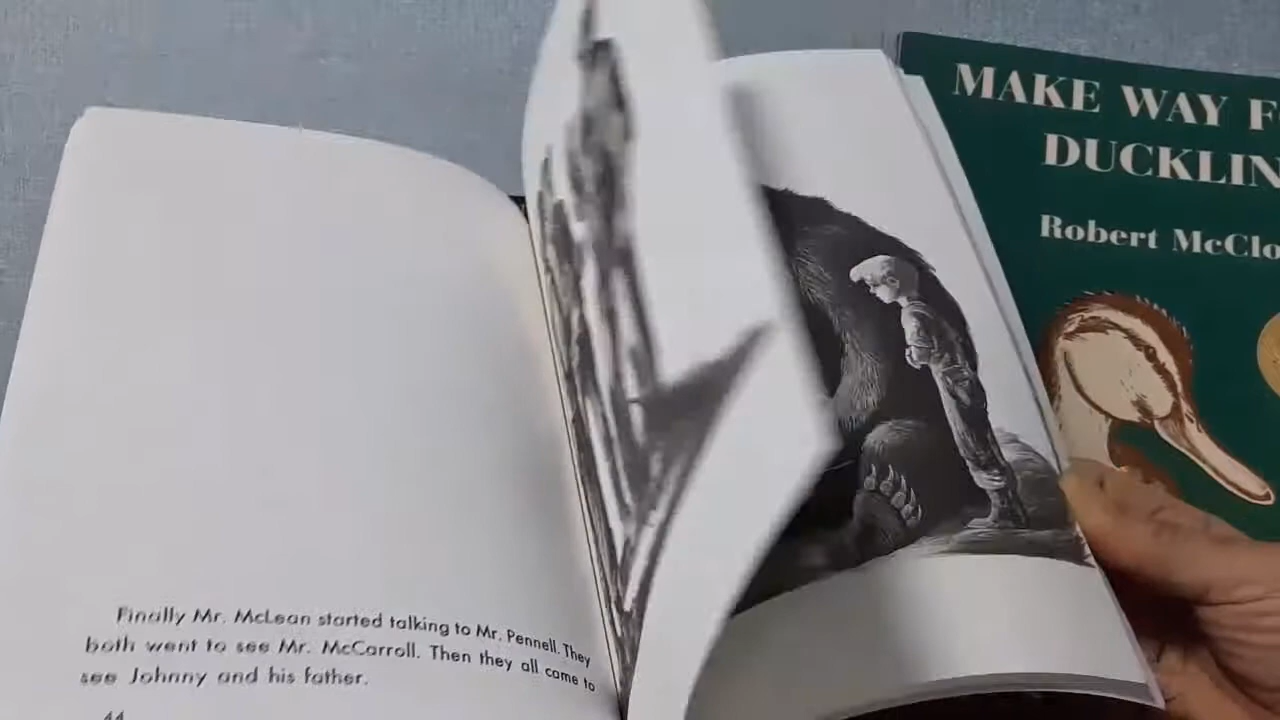 Finally Mr. McLean started talking to Mr. Pennell. They
both went to see Mr. McCarroll. Then they all came to
see Johnny and his father.
44
MAKE WAY F
DUCKLIN
Robert McClo